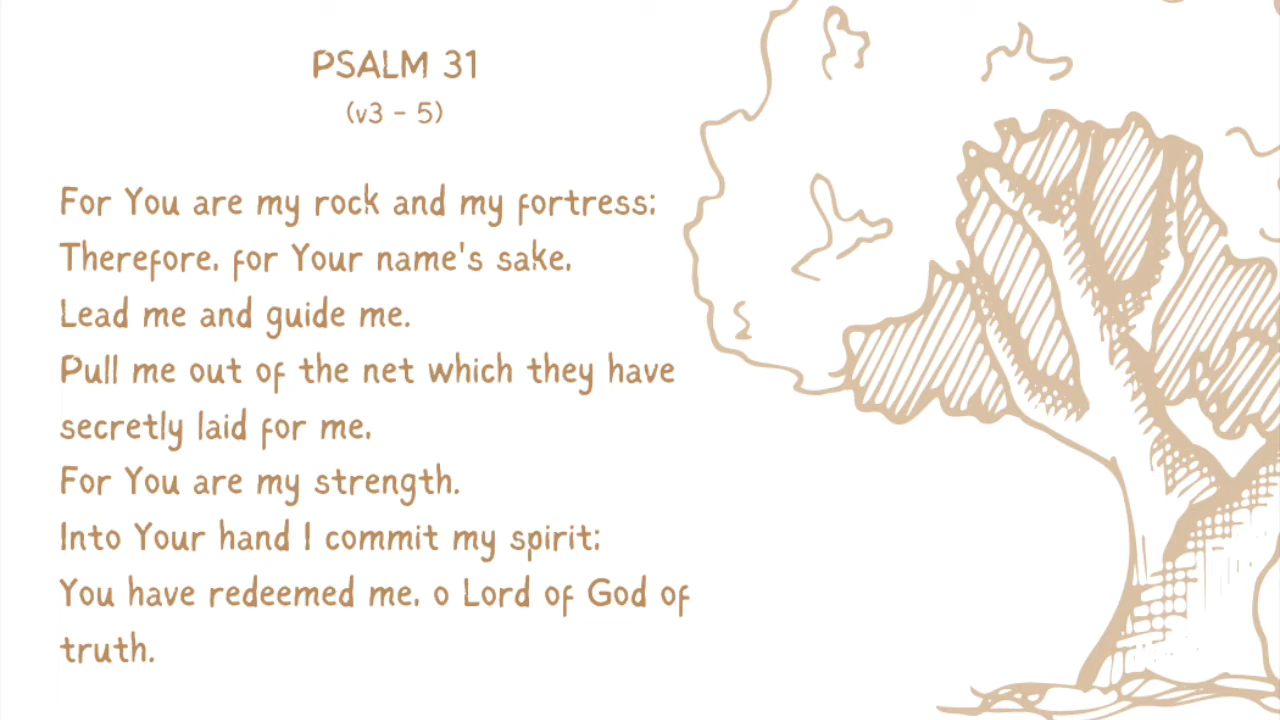 PSALM 31
(v3 - 5)
For You are my rock and my fortress;
Therefore, for Your name's sake,
Lead me and guide me.
Pull me out of the net which they have
secretly laid for me,
For You are my strength.
Into Your hand I commit my spirit;
You have redeemed me, o Lord of God of
truth.